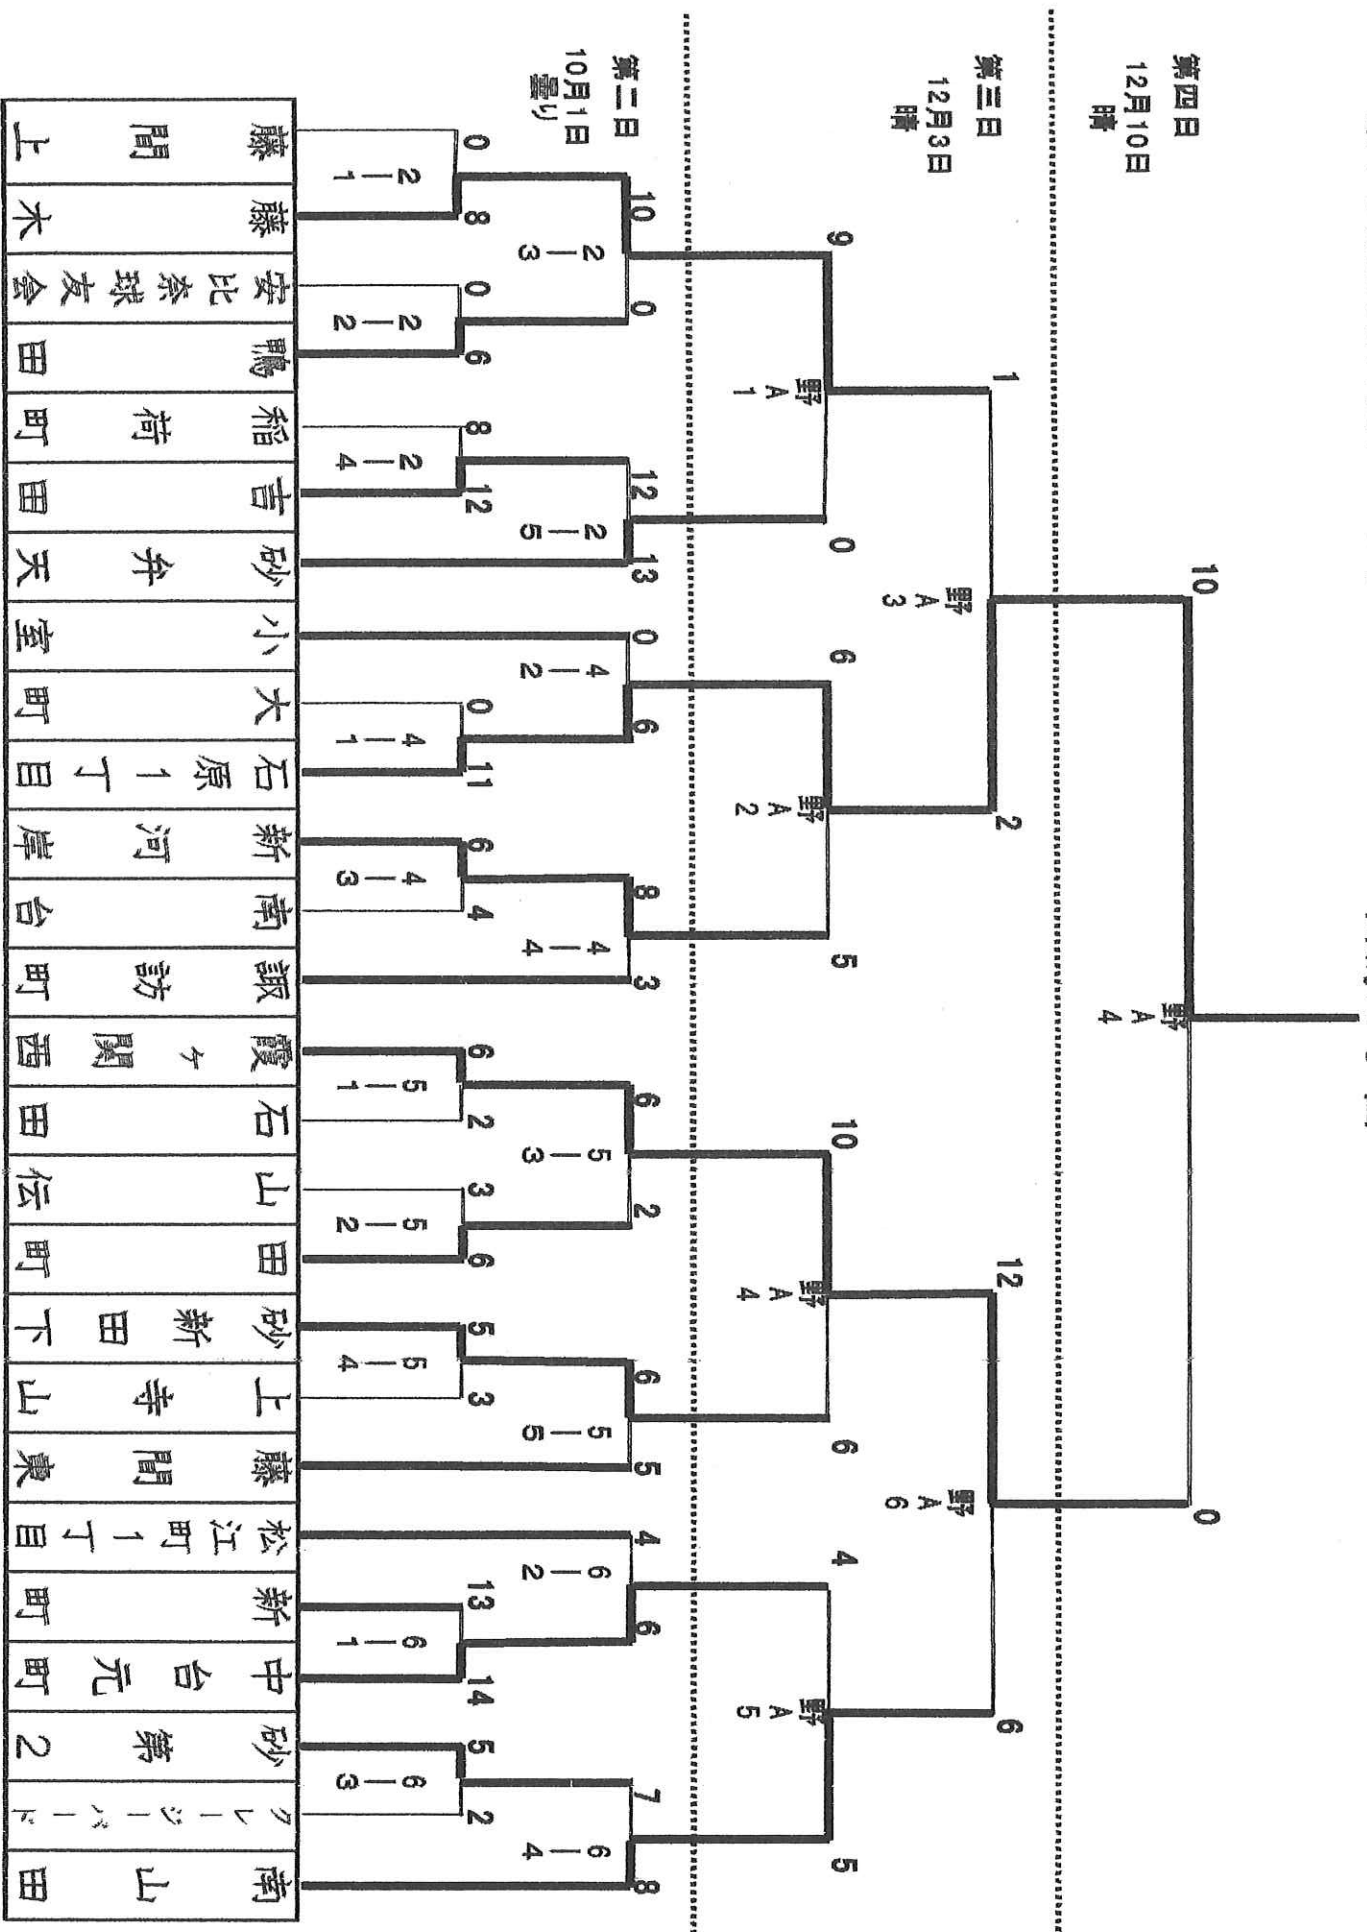 第四日
12月10日
晴
第三日
12月3日
晴
第二日
10月1日
曇り
10 0
野A4
1 2 12 6
野A3 野A6
9 0 6 5 10 6 4 5
野A1 野A2 野A4 野A5
10 0 12 13 0 6 8 3 6 2 6 5 4 6 7 8
2―3 2―5 4―2 4―4 5―3 5―5 6―2 6―4
0 8 0 6 8 12 0 11 6 4 6 2 3 6 5 3 13 14 5 2
2―1 2―2 2―4 4―1 4―3 5―1 5―2 5―4 6―1 6―3
藤間上
藤木
安比奈球友会
鴨田
稲荷町
吉田
砂弁天
小室
大町
石原1丁目
新河岸
南台
諏訪町
霞ヶ関西
石田
山伝
田町
砂新田下
上寺山
藤間東
松江町1丁目
新町
中台元町
砂第2
クレージーバード
南山田